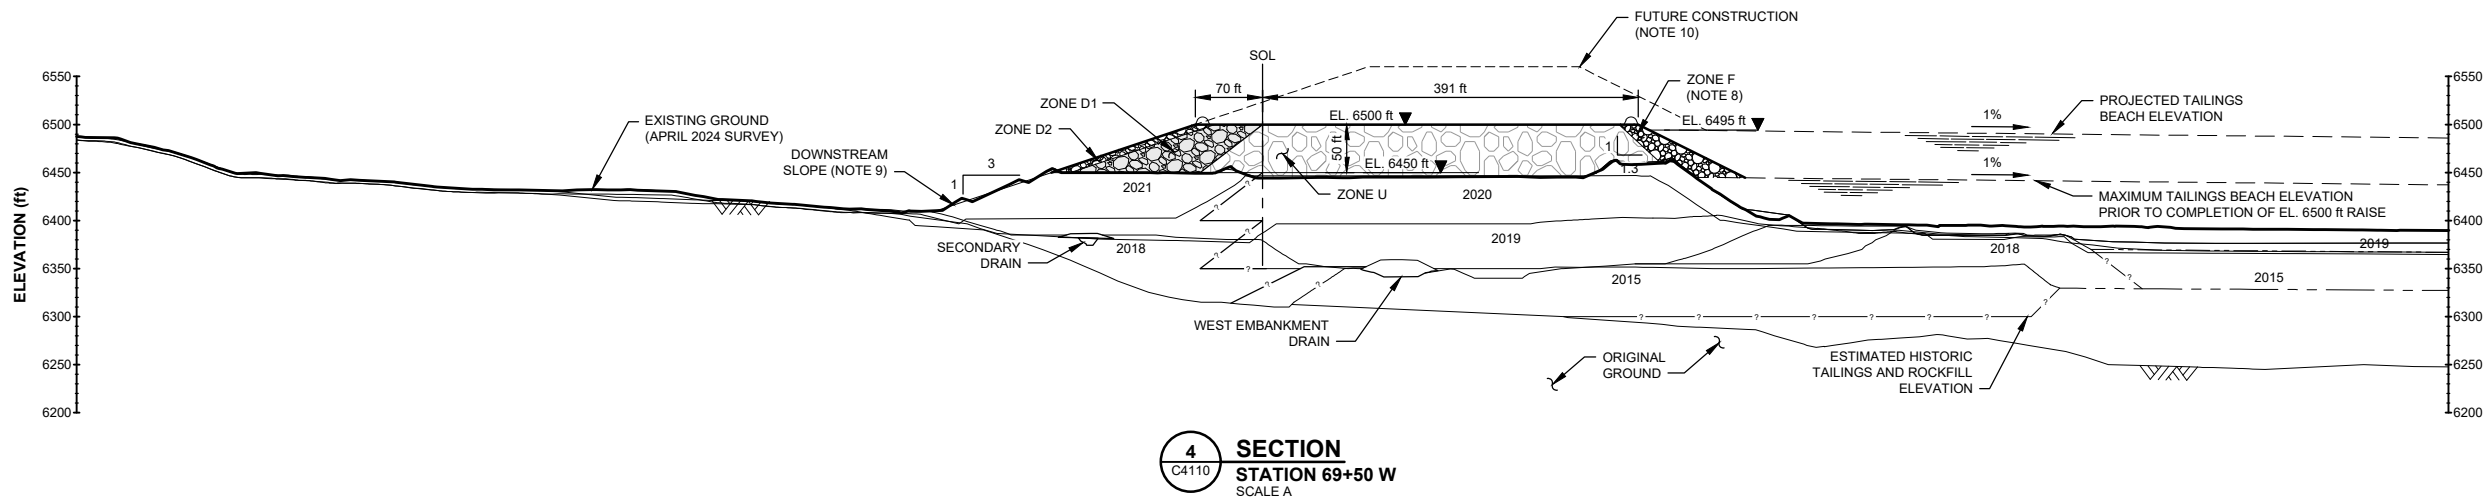 FUTURE CONSTRUCTION
(NOTE 10)
SOL
6550
6550
70 ft
391 ft
ZONE F
(NOTE 8)
ZONE D1
EXISTING GROUND
(APRIL 2024 SURVEY)
PROJECTED TAILINGS
BEACH ELEVATION
1%
6500
EL. 6500 ft
EL. 6495 ft
6500
ZONE D2
DOWNSTREAM
SLOPE (NOTE 9)
3
1
50 ft
1
1.3
EL. 6450 ft
1%
6450
6450
2021
ZONE U
2020
MAXIMUM TAILINGS BEACH ELEVATION
PRIOR TO COMPLETION OF EL. 6500 ft RAISE
6400
6400
ELEVATION (ft)
SECONDARY
DRAIN
2018
?
?
?
2019
2018
2019
6350
?
?
?
?
2015
?
?
2015
6350
6300
WEST EMBANKMENT
DRAIN
? ? ? ? ? ? ?
?
6300
ORIGINAL
GROUND
ESTIMATED HISTORIC
TAILINGS AND ROCKFILL
ELEVATION
6250
6250
6200
6200
4
C4110
SECTION
STATION 69+50 W
SCALE A